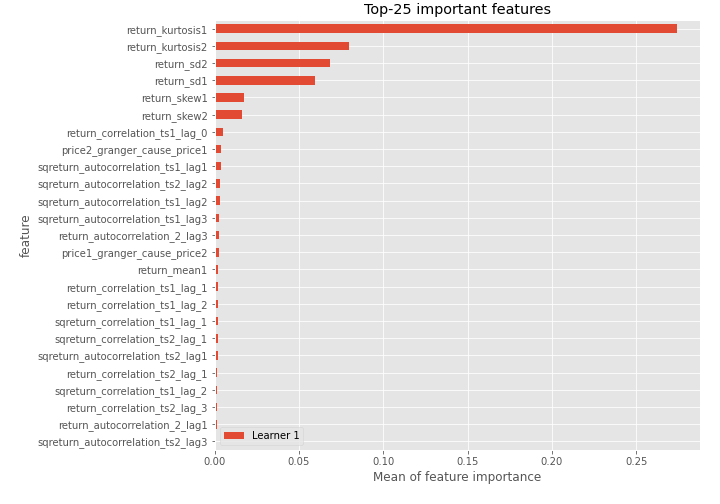 Top-25 important features
return_kurtosis1
return_kurtosis2
return_sd2
return_sd1
return_skew1
return_skew2
return_correlation_ts1_lag_0
price2_granger_cause_price1
sqreturn_autocorrelation_ts1_lag1
sqreturn_autocorrelation_ts2_lag2
sqreturn_autocorrelation_ts1_lag2
sqreturn_autocorrelation_ts1_lag3
return_autocorrelation_2_lag3
price1_granger_cause_price2
return_mean1
return_correlation_ts1_lag_1
return_correlation_ts1_lag_2
sqreturn_correlation_ts1_lag_1
sqreturn_correlation_ts2_lag_1
sqreturn_autocorrelation_ts2_lag1
return_correlation_ts2_lag_1
sqreturn_correlation_ts1_lag_2
return_correlation_ts2_lag_3
return_autocorrelation_2_lag1
sqreturn_autocorrelation_ts2_lag3
feature
Learner 1
0.00 0.05 0.10 0.15 0.20 0.25
Mean of feature importance